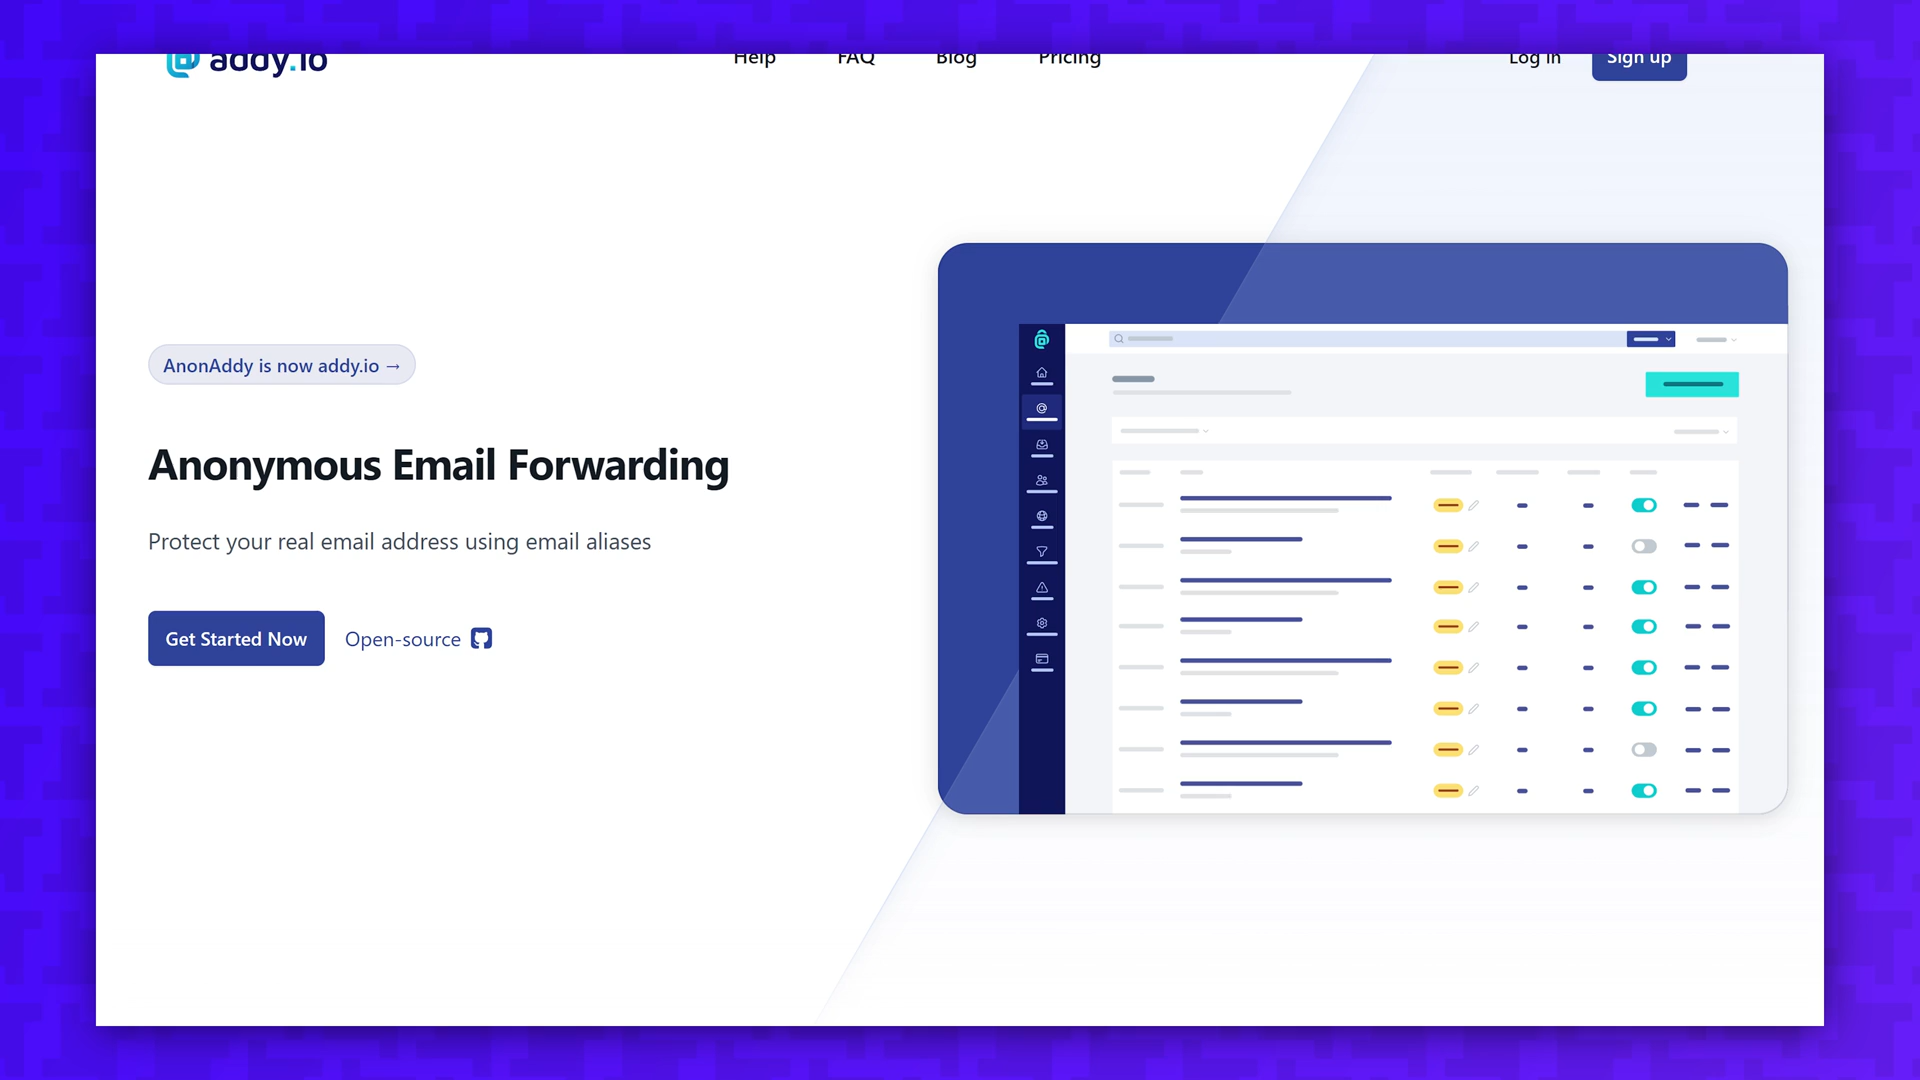 addy.io
Help FAQ Blog Pricing Log in Sign up
AnonAddy is now addy.io →
Anonymous Email Forwarding
Protect your real email address using email aliases
Get Started Now Open-source